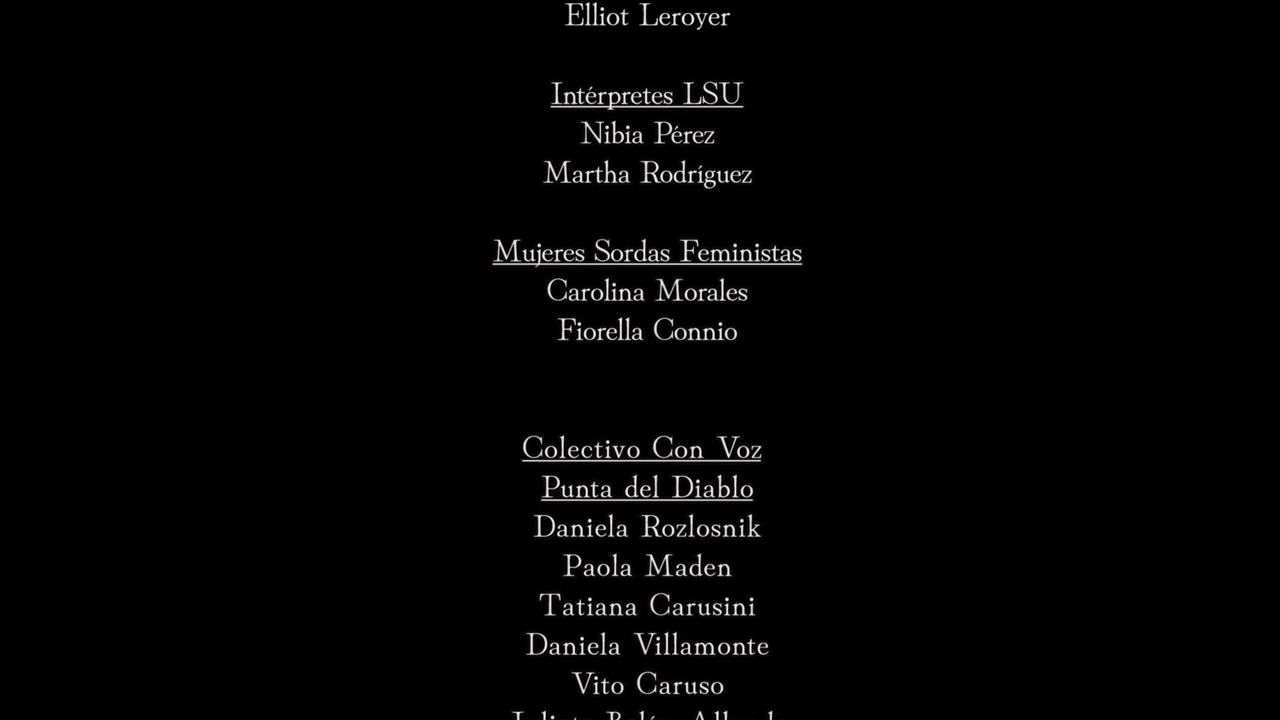 Elliot Leroyer
Intérpretes LSU
Nibia Pérez
Martha Rodríguez
Mujeres Sordas Feministas
Carolina Morales
Fiorella Connio
Colectivo Con Voz
Punta del Diablo
Daniela Rozlosnik
Paola Maden
Tatiana Carusini
Daniela Villamonte
Vito Caruso